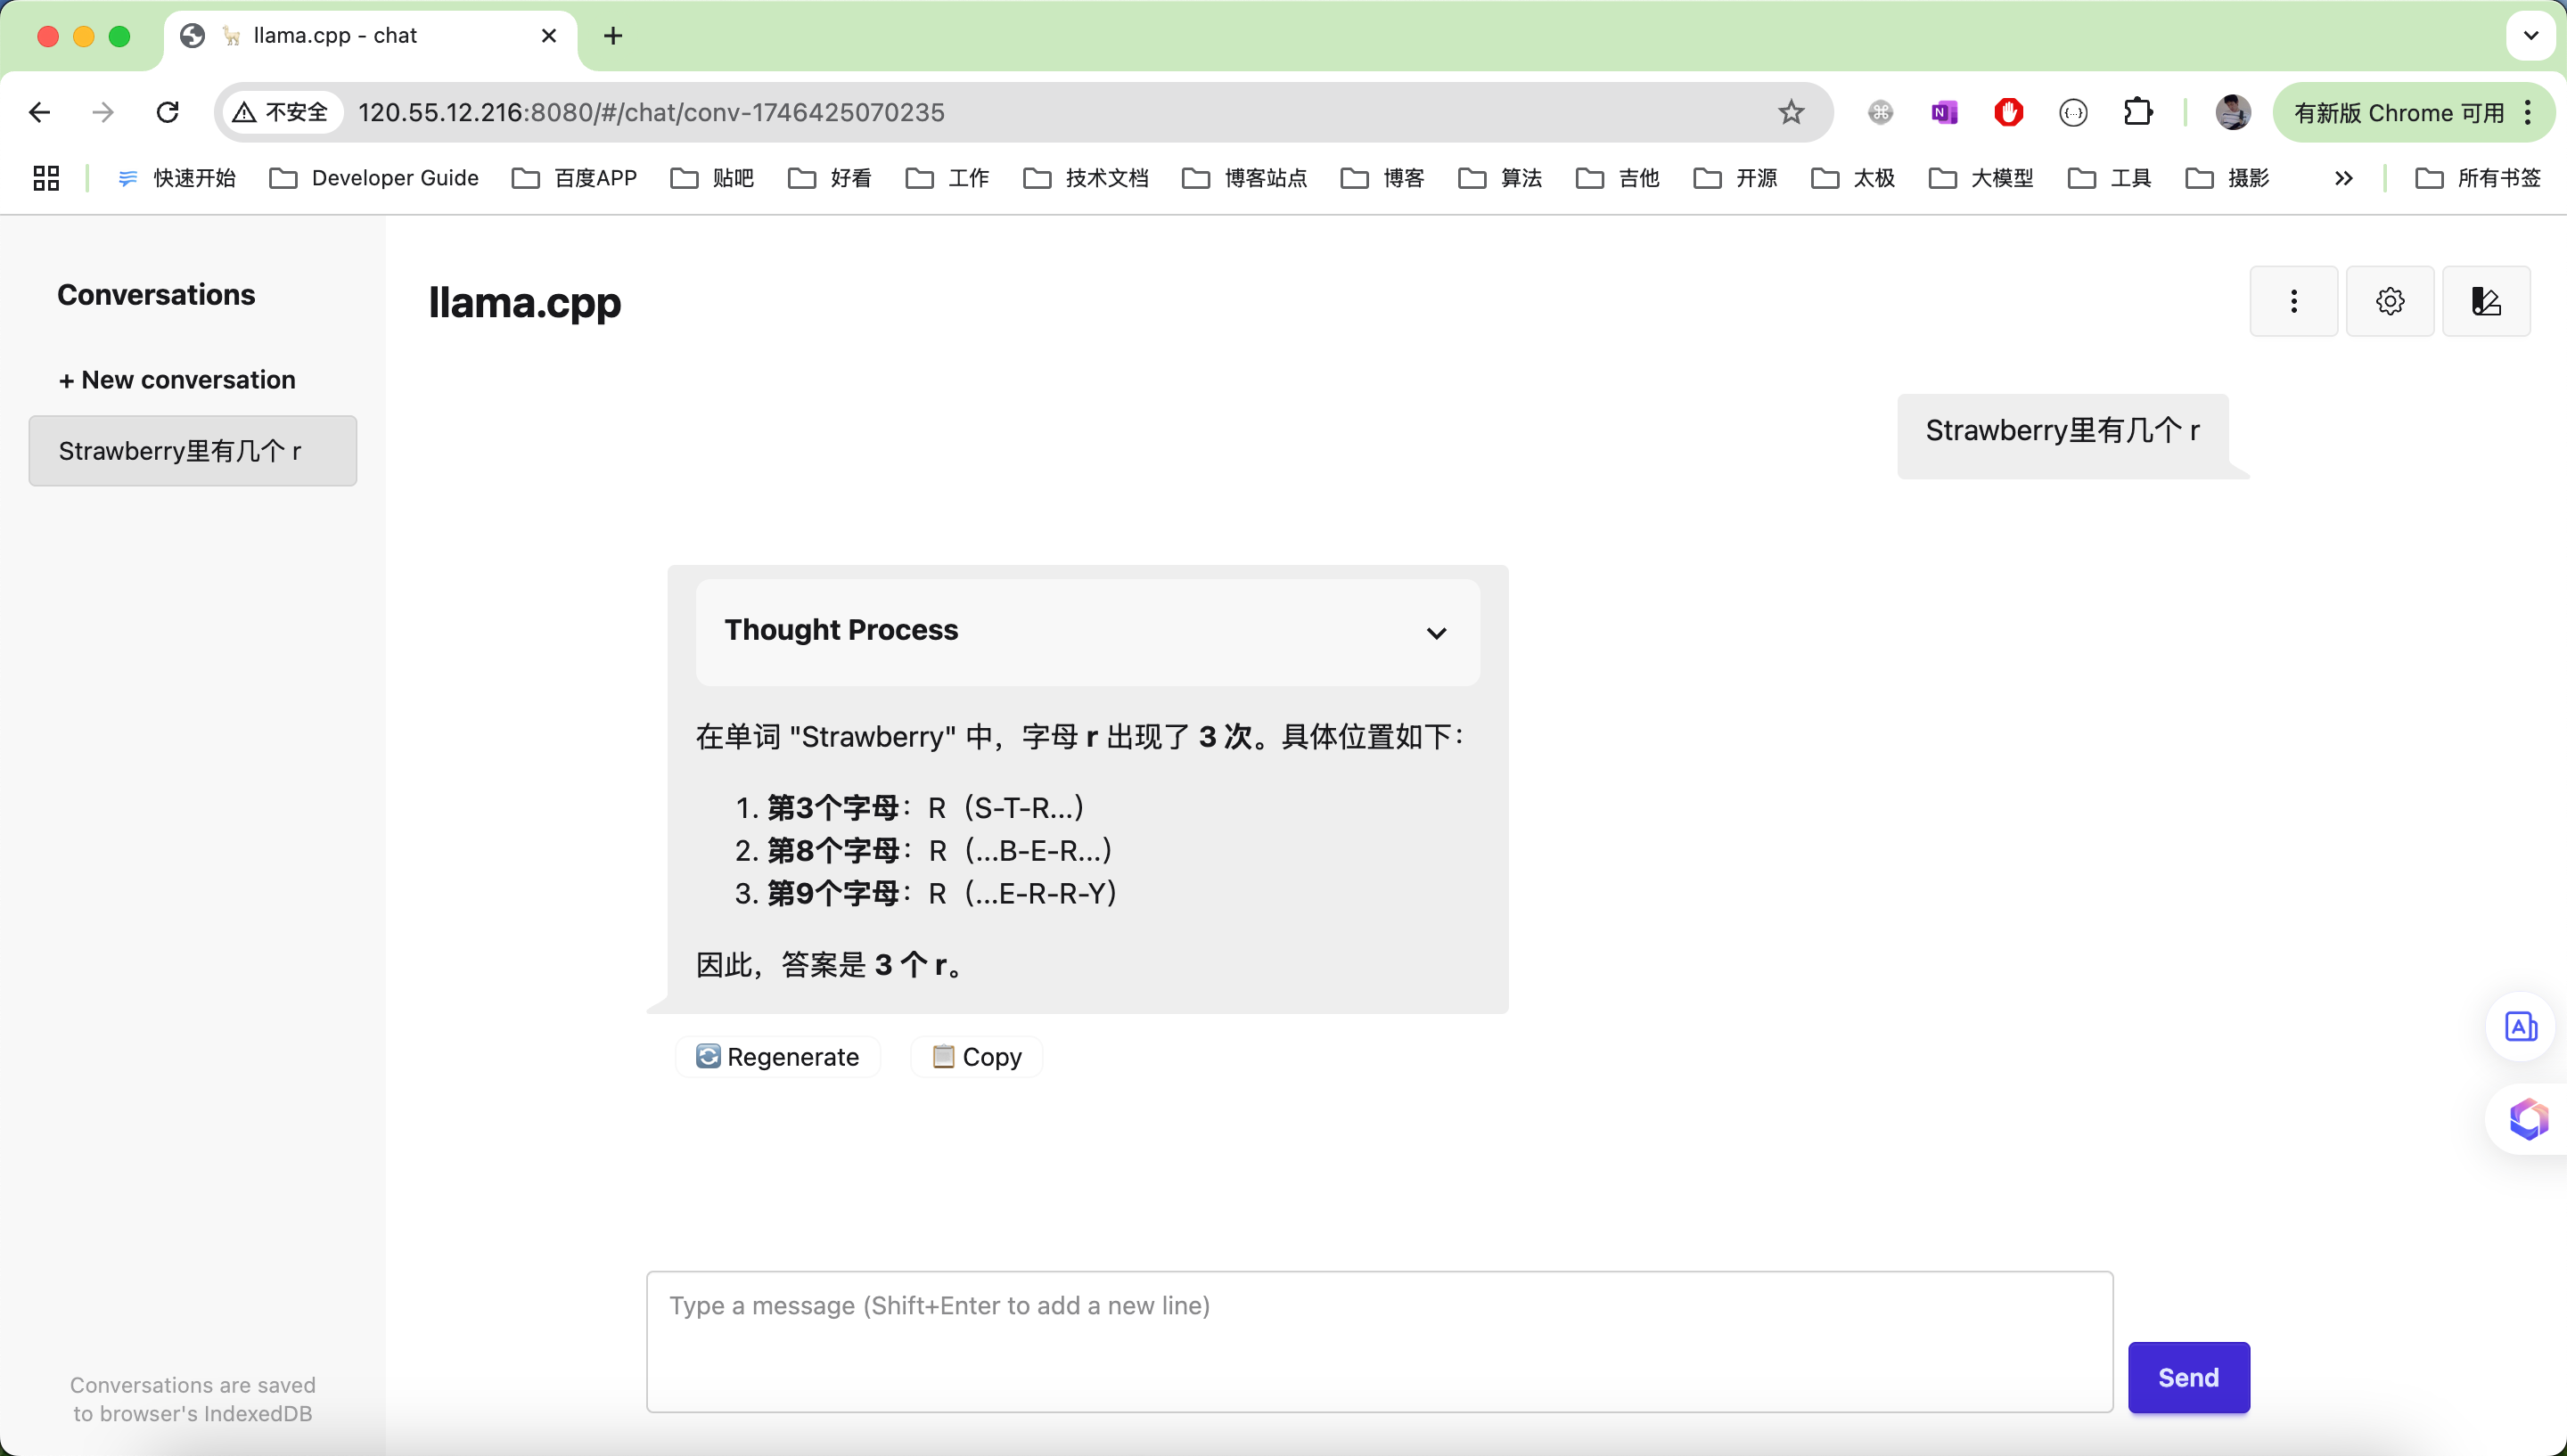 llama.cpp - chat
不安全 120.55.12.216:8080/#/chat/conv-1746425070235
有新版 Chrome 可用
快速开始 Developer Guide 百度APP 贴吧 好看 工作 技术文档 博客站点 博客 算法 吉他 开源 太极 大模型 工具 摄影 所有书签
Conversations
+ New conversation
Strawberry里有几个 r
Conversations are saved
to browser's IndexedDB
llama.cpp
Strawberry里有几个 r
Thought Process
在单词 "Strawberry" 中，字母 r 出现了 3 次。具体位置如下：
1. 第3个字母：R（S-T-R...）
2. 第8个字母：R（...B-E-R...）
3. 第9个字母：R（...E-R-R-Y）
因此，答案是 3 个 r。
Regenerate Copy
Type a message (Shift+Enter to add a new line)
Send